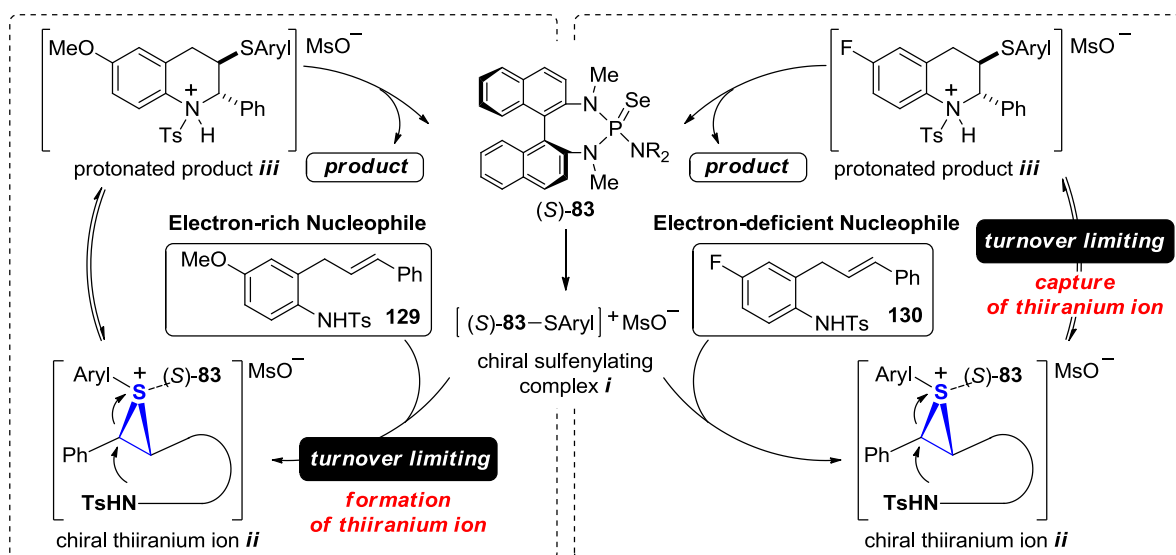 MeO
SAryl
MsO−
+
N
Ph
Ts
H
protonated product iii
product
Me
N
Se
P
NR2
N
Me
(S)-83
F
SAryl
MsO−
+
N
Ph
Ts
H
protonated product iii
product
Electron-rich Nucleophile
MeO
Ph
NHTs
129
Electron-deficient Nucleophile
F
Ph
NHTs
130
turnover limiting
capture
of thiiranium ion
[(S)-83—SAryl]+MsO−
chiral sulfenylating
complex i
Aryl
+
S
(S)-83
MsO−
Ph
TsHN
chiral thiiranium ion ii
turnover limiting
formation
of thiiranium ion
Aryl
+
S
(S)-83
MsO−
Ph
TsHN
chiral thiiranium ion ii